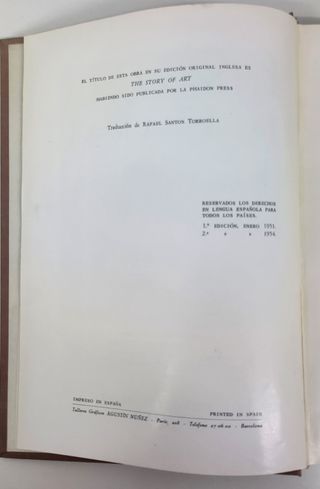 EL TÍTULO DE ESTA OBRA EN SU EDICIÓN ORIGINAL INGLESA ES
THE STORY OF ART
HABIENDO SIDO PUBLICADA POR LA PHAIDON PRESS
Traducción de RAFAEL SANTOS TORROELLA
RESERVADOS LOS DERECHOS
EN LENGUA ESPAÑOLA PARA
TODOS LOS PAÍSES.
1.ª EDICIÓN, ENERO 1951.
2.ª » » 1954.
IMPRESO EN ESPAÑA
PRINTED IN SPAIN
Talleres Gráficos AGUSTÍN NÚÑEZ - París, 208 - Teléfono 27 06 00 - Barcelona